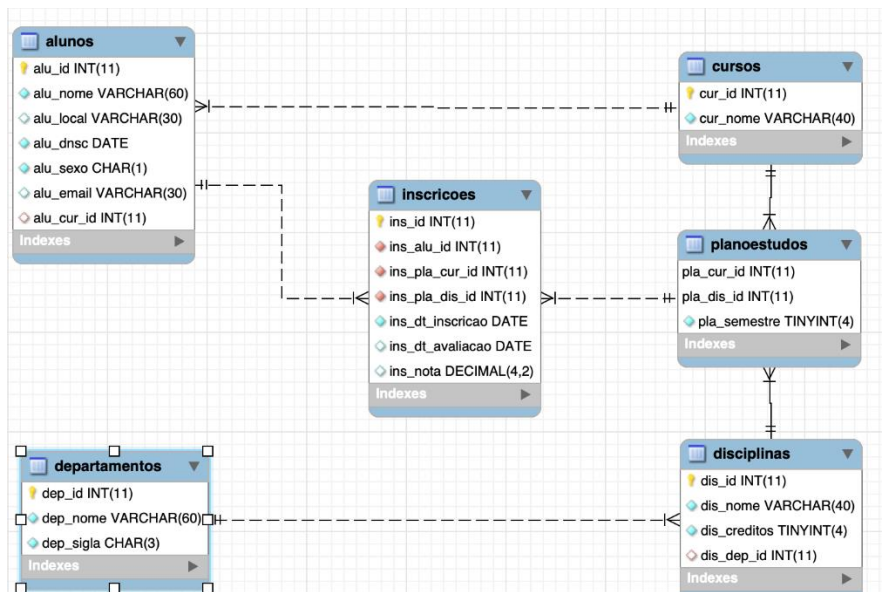 alunos
alu_id INT(11)
alu_nome VARCHAR(60)
alu_local VARCHAR(30)
alu_dnsc DATE
alu_sexo CHAR(1)
alu_email VARCHAR(30)
alu_cur_id INT(11)
Indexes
cursos
cur_id INT(11)
cur_nome VARCHAR(40)
Indexes
inscricoes
ins_id INT(11)
ins_alu_id INT(11)
ins_pla_cur_id INT(11)
ins_pla_dis_id INT(11)
ins_dt_inscricao DATE
ins_dt_avaliacao DATE
ins_nota DECIMAL(4,2)
Indexes
planoestudos
pla_cur_id INT(11)
pla_dis_id INT(11)
pla_semestre TINYINT(4)
Indexes
departamentos
dep_id INT(11)
dep_nome VARCHAR(60)
dep_sigla CHAR(3)
Indexes
disciplinas
dis_id INT(11)
dis_nome VARCHAR(40)
dis_creditos TINYINT(4)
dis_dep_id INT(11)
Indexes